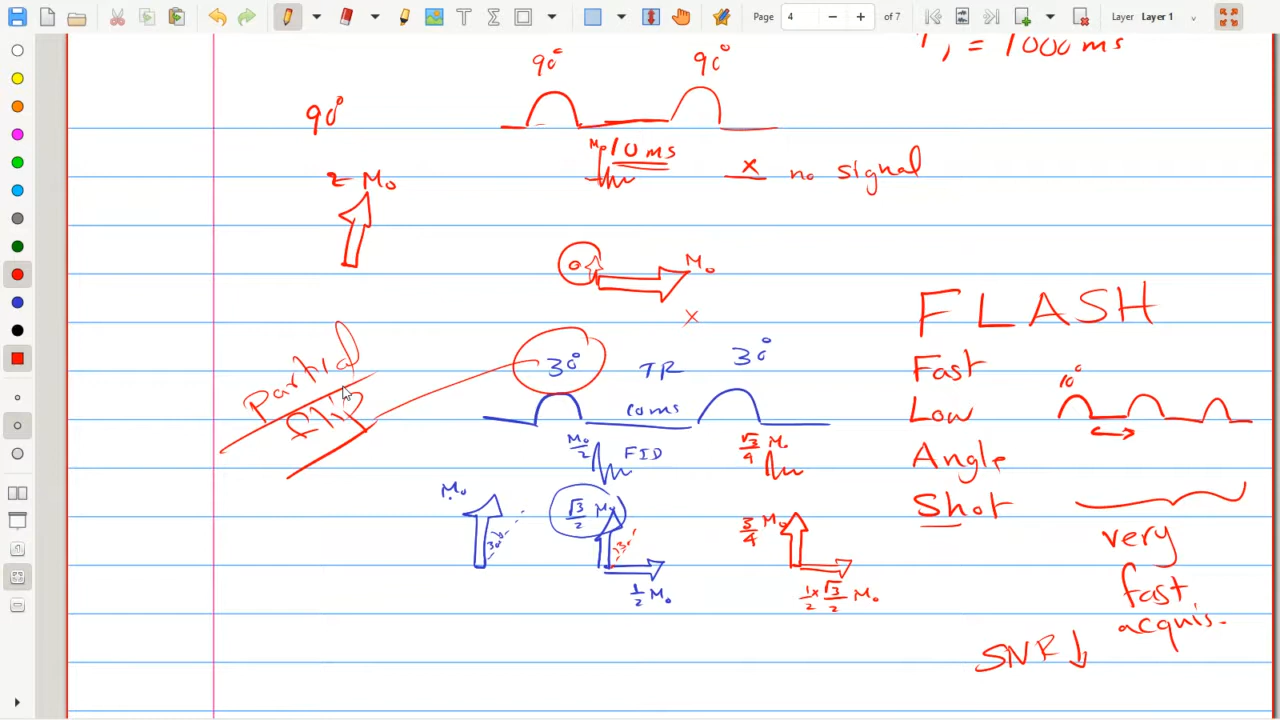 Page 4 of 7 Layer Layer 1
T1 = 1000 ms
90° 90°
90°
M₀ 10 ms x no signal
M₀
0 M₀
x
FLASH
Partial
flip
30° TR 30°
Fast
10°
Low
Angle
Shot
M₀/2 FID √3/4 M₀
M₀ √3/2 M₀ 3/4 M₀
30° 30°
1/2 M₀ 1/2 x √3/2 M₀
very
fast
acquis.
SNR ↓